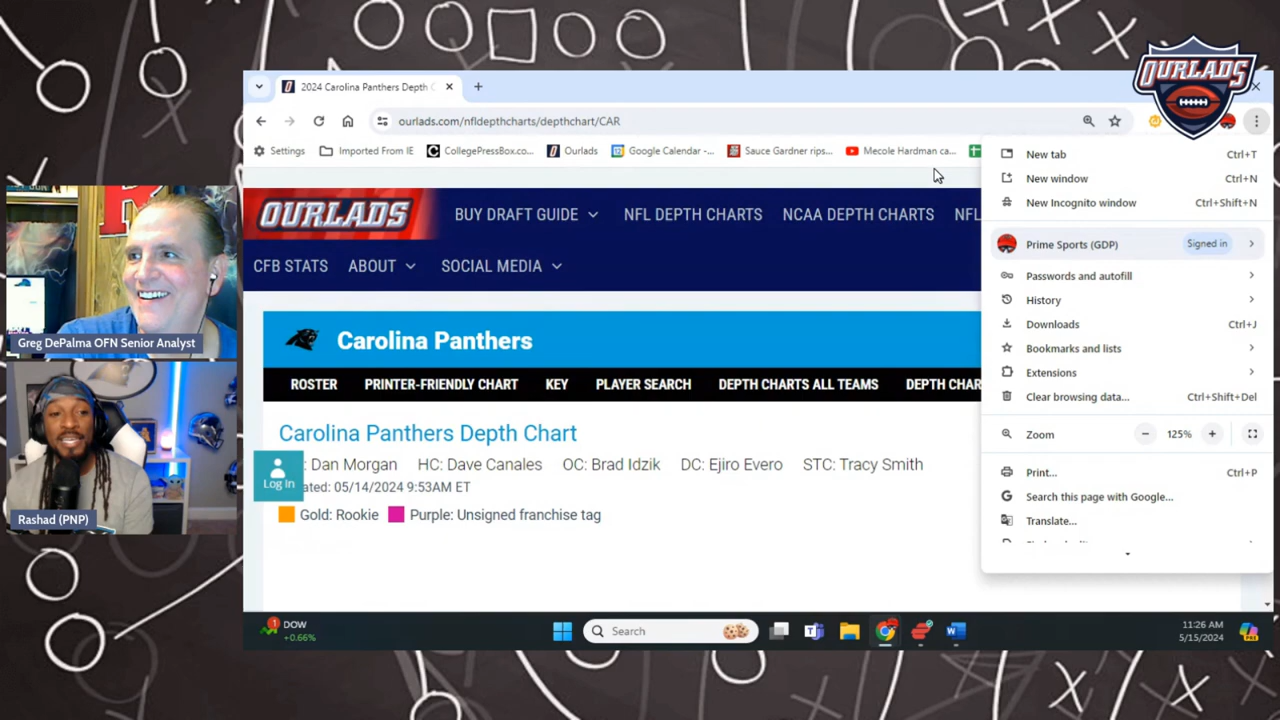 OURLADS
2024 Carolina Panthers Depth C
ourlads.com/nfldepthcharts/depthchart/CAR
Settings
Imported From IE
CollegePressBox.co...
Ourlads
Google Calendar -...
Sauce Gardner rips...
Mecole Hardman ca...
New tab Ctrl+T
New window Ctrl+N
New Incognito window Ctrl+Shift+N
Prime Sports (GDP) Signed in
Passwords and autofill
History
Downloads Ctrl+J
Bookmarks and lists
Extensions
Clear browsing data... Ctrl+Shift+Del
Zoom − 125% +
Print... Ctrl+P
Search this page with Google...
Translate...
OURLADS
BUY DRAFT GUIDE NFL DEPTH CHARTS NCAA DEPTH CHARTS NFL
CFB STATS ABOUT SOCIAL MEDIA
Carolina Panthers
ROSTER PRINTER-FRIENDLY CHART KEY PLAYER SEARCH DEPTH CHARTS ALL TEAMS DEPTH CHAR
Carolina Panthers Depth Chart
: Dan Morgan HC: Dave Canales OC: Brad Idzik DC: Ejiro Evero STC: Tracy Smith
Log In
ated: 05/14/2024 9:53AM ET
Gold: Rookie Purple: Unsigned franchise tag
Greg DePalma OFN Senior Analyst
Rashad (PNP)
1
DOW
+0.66%
Search
11:26 AM
5/15/2024